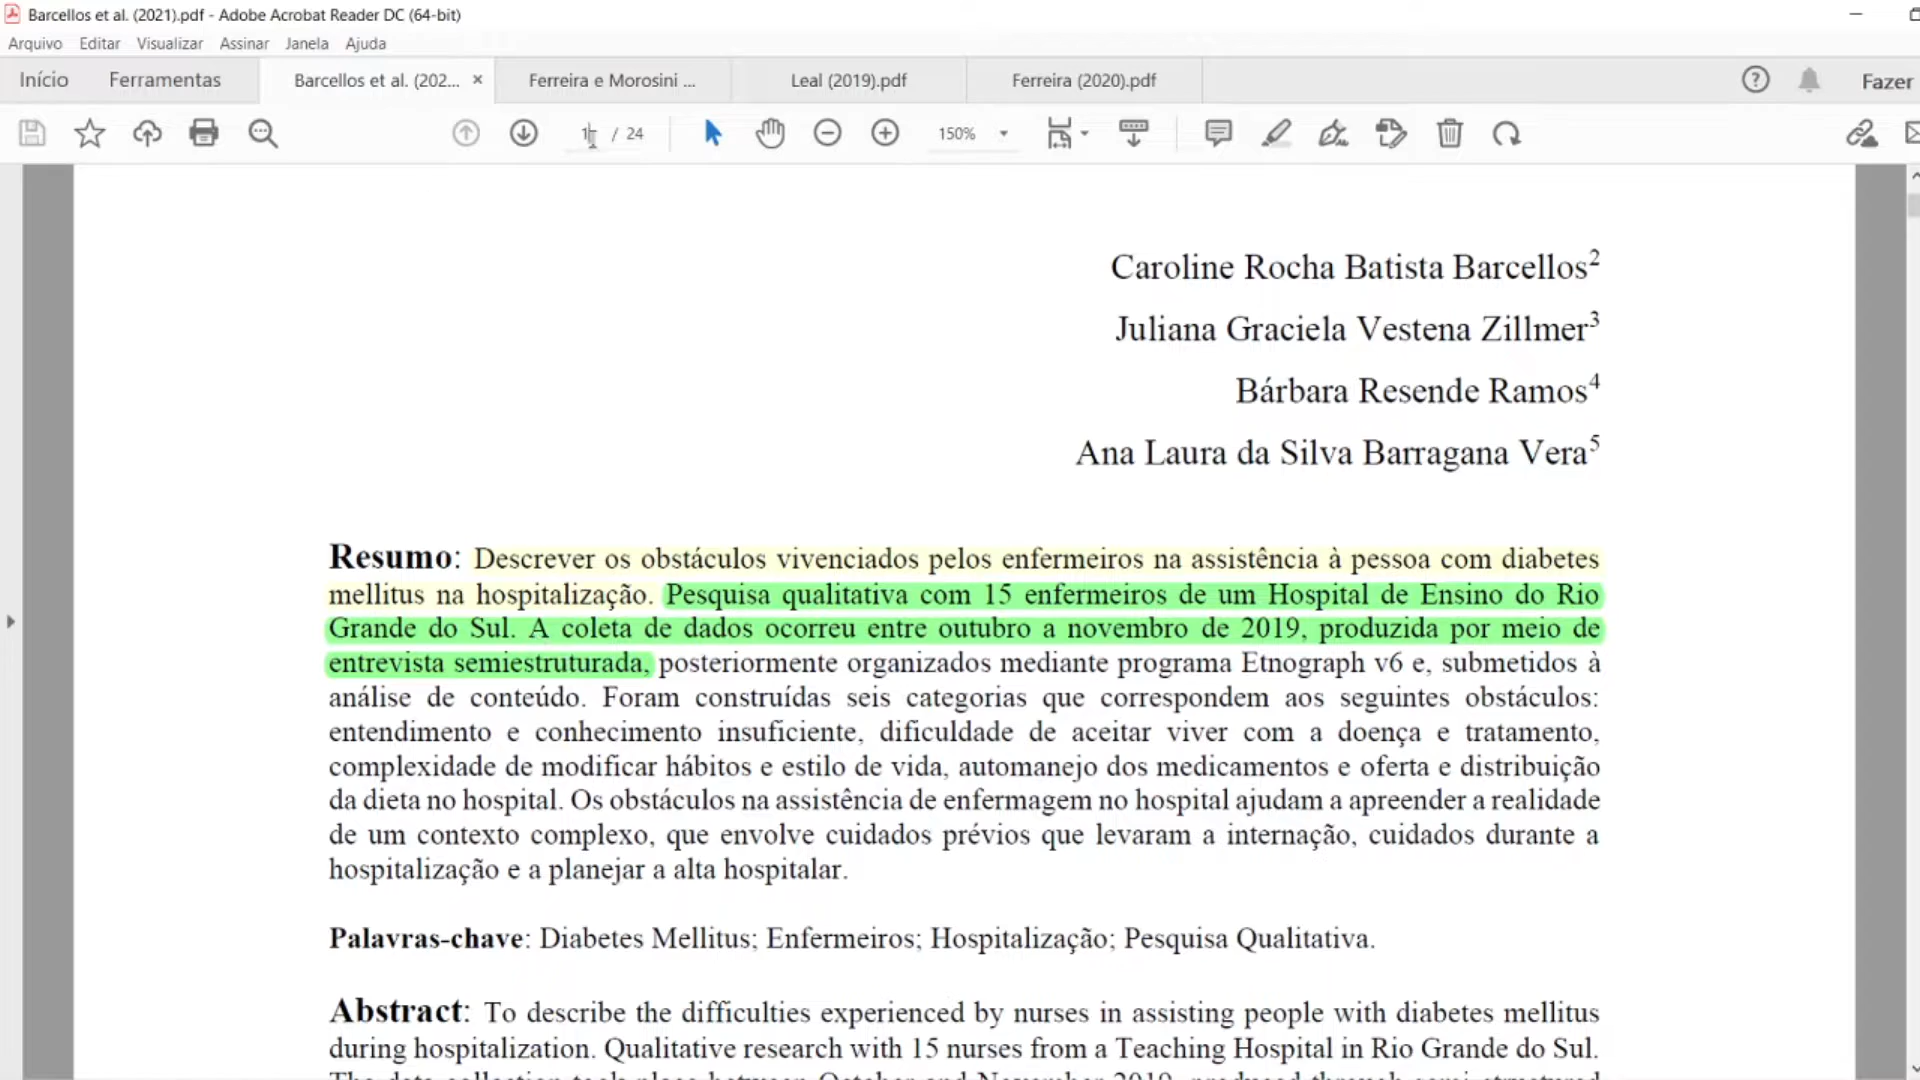 Barcellos et al. (2021).pdf - Adobe Acrobat Reader DC (64-bit)
Arquivo Editar Visualizar Assinar Janela Ajuda
Início Ferramentas Barcellos et al. (202... × Ferreira e Morosini ... Leal (2019).pdf Ferreira (2020).pdf Fazer
/ 24 150%
Caroline Rocha Batista Barcellos2
Juliana Graciela Vestena Zillmer3
Bárbara Resende Ramos4
Ana Laura da Silva Barragana Vera5
Resumo: Descrever os obstáculos vivenciados pelos enfermeiros na assistência à pessoa com diabetes
mellitus na hospitalização. Pesquisa qualitativa com 15 enfermeiros de um Hospital de Ensino do Rio
Grande do Sul. A coleta de dados ocorreu entre outubro a novembro de 2019, produzida por meio de
entrevista semiestruturada, posteriormente organizados mediante programa Etnograph v6 e, submetidos à
análise de conteúdo. Foram construídas seis categorias que correspondem aos seguintes obstáculos:
entendimento e conhecimento insuficiente, dificuldade de aceitar viver com a doença e tratamento,
complexidade de modificar hábitos e estilo de vida, automanejo dos medicamentos e oferta e distribuição
da dieta no hospital. Os obstáculos na assistência de enfermagem no hospital ajudam a apreender a realidade
de um contexto complexo, que envolve cuidados prévios que levaram a internação, cuidados durante a
hospitalização e a planejar a alta hospitalar.
Palavras-chave: Diabetes Mellitus; Enfermeiros; Hospitalização; Pesquisa Qualitativa.
Abstract: To describe the difficulties experienced by nurses in assisting people with diabetes mellitus
during hospitalization. Qualitative research with 15 nurses from a Teaching Hospital in Rio Grande do Sul.